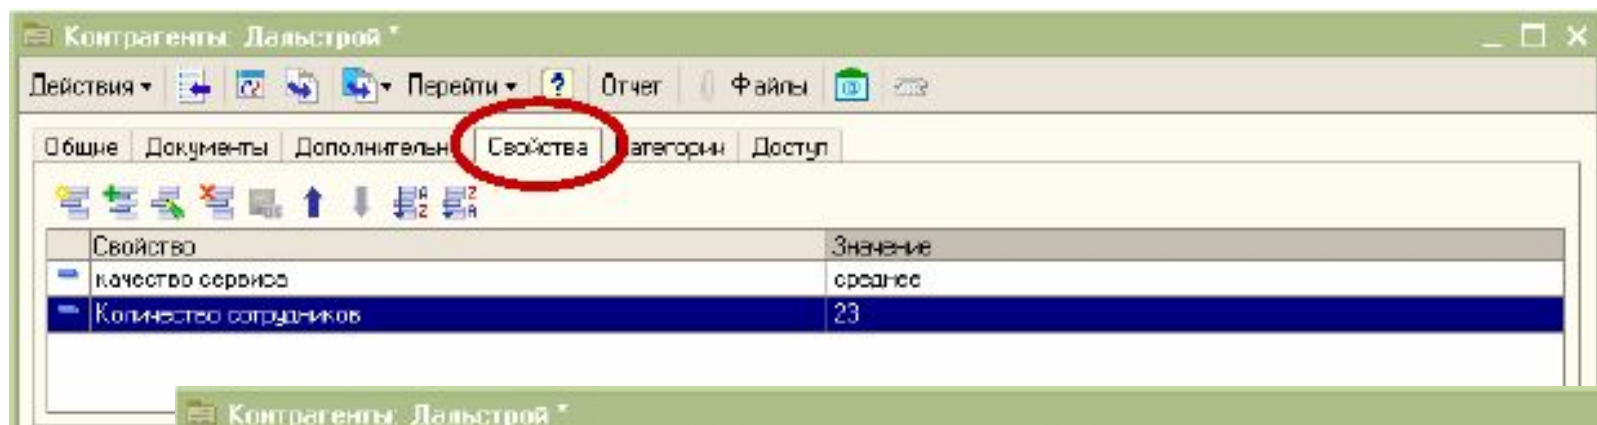 Контрагенты: Дальстрой *
Действия Перейти Отчет Файлы
Общие Документы Дополнительн Свойства атегории Доступ
Свойство Значение
качество сервиса среднее
Количество сотрудников 23
Контрагенты: Дальстрой *